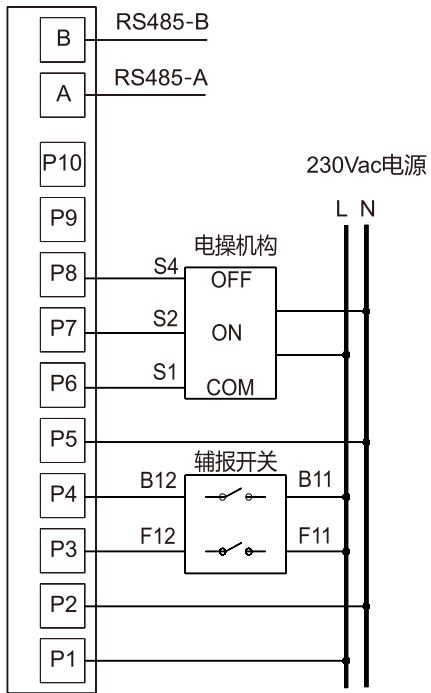 B RS485-B
A RS485-A
P10
230Vac电源
P9
L N
电操机构
P8 S4 OFF
P7 S2 ON
P6 S1 COM
P5
辅报开关
P4 B12 B11
P3 F12 F11
P2
P1